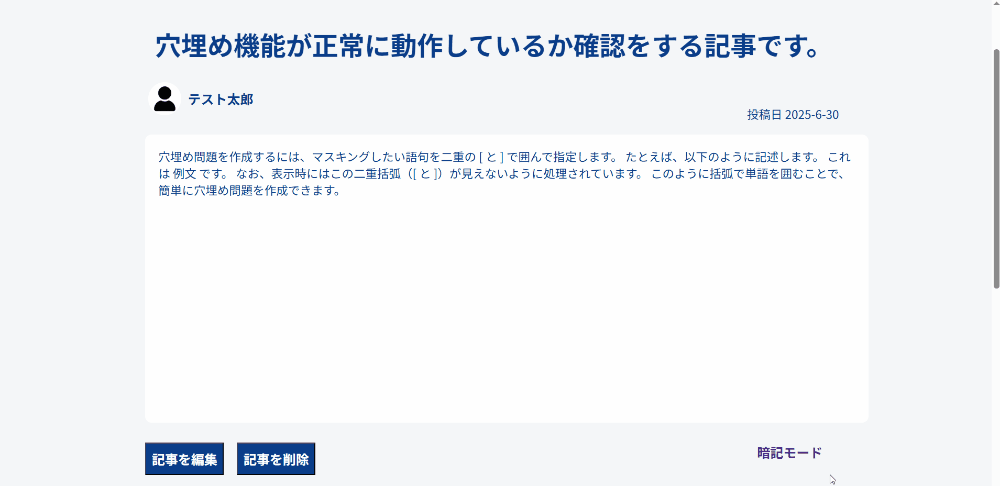 穴埋め機能が正常に動作しているか確認をする記事です。
テスト太郎
投稿日 2025-6-30
穴埋め問題を作成するには、マスキングしたい語句を二重の [ と ] で囲んで指定します。 たとえば、以下のように記述します。 これ
は 例文 です。 なお、表示時にはこの二重括弧（[ と ]）が見えないように処理されています。 このように括弧で単語を囲むことで、
簡単に穴埋め問題を作成できます。
記事を編集
記事を削除
暗記モード